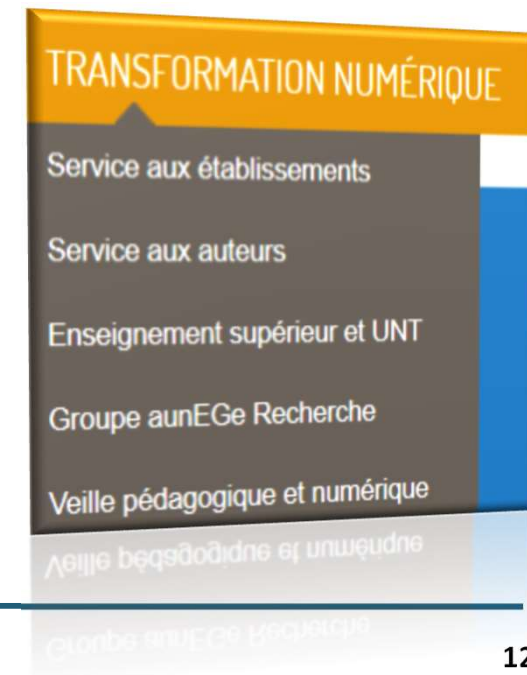 TRANSFORMATION NUMÉRIQUE
Service aux établissements
Service aux auteurs
Enseignement supérieur et UNT
Groupe aunEGe Recherche
Veille pédagogique et numérique
12